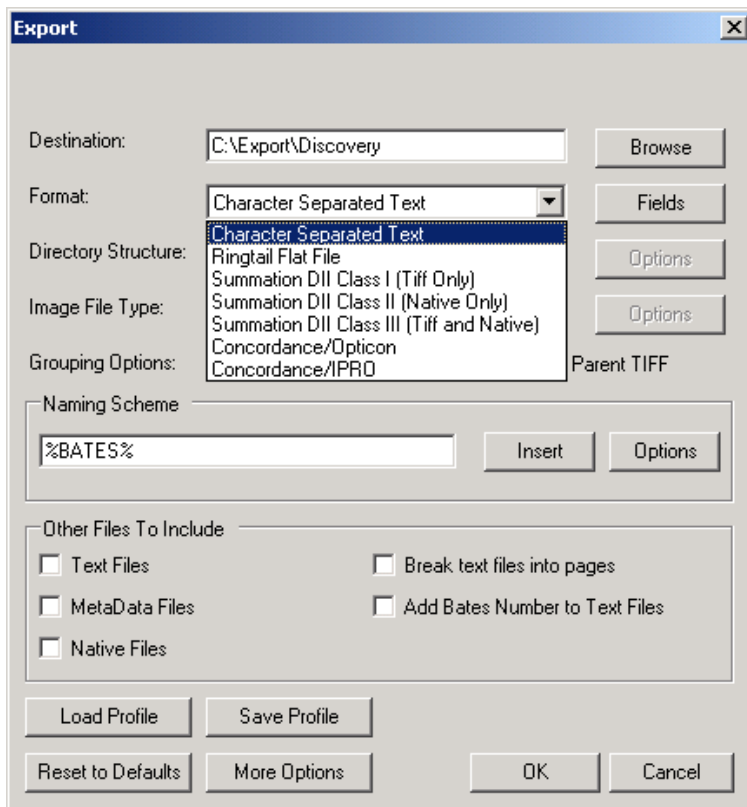 Export
Destination:
C:\Export\Discovery
Browse
Format:
Character Separated Text
Fields
Character Separated Text
Ringtail Flat File
Summation DII Class I (Tiff Only)
Summation DII Class II (Native Only)
Summation DII Class III (Tiff and Native)
Concordance/Opticon
Concordance/IPRO
Directory Structure:
Options
Image File Type:
Options
Grouping Options:
Parent TIFF
Naming Scheme
%BATES%
Insert
Options
Other Files To Include
Text Files
Break text files into pages
MetaData Files
Add Bates Number to Text Files
Native Files
Load Profile
Save Profile
Reset to Defaults
More Options
OK
Cancel